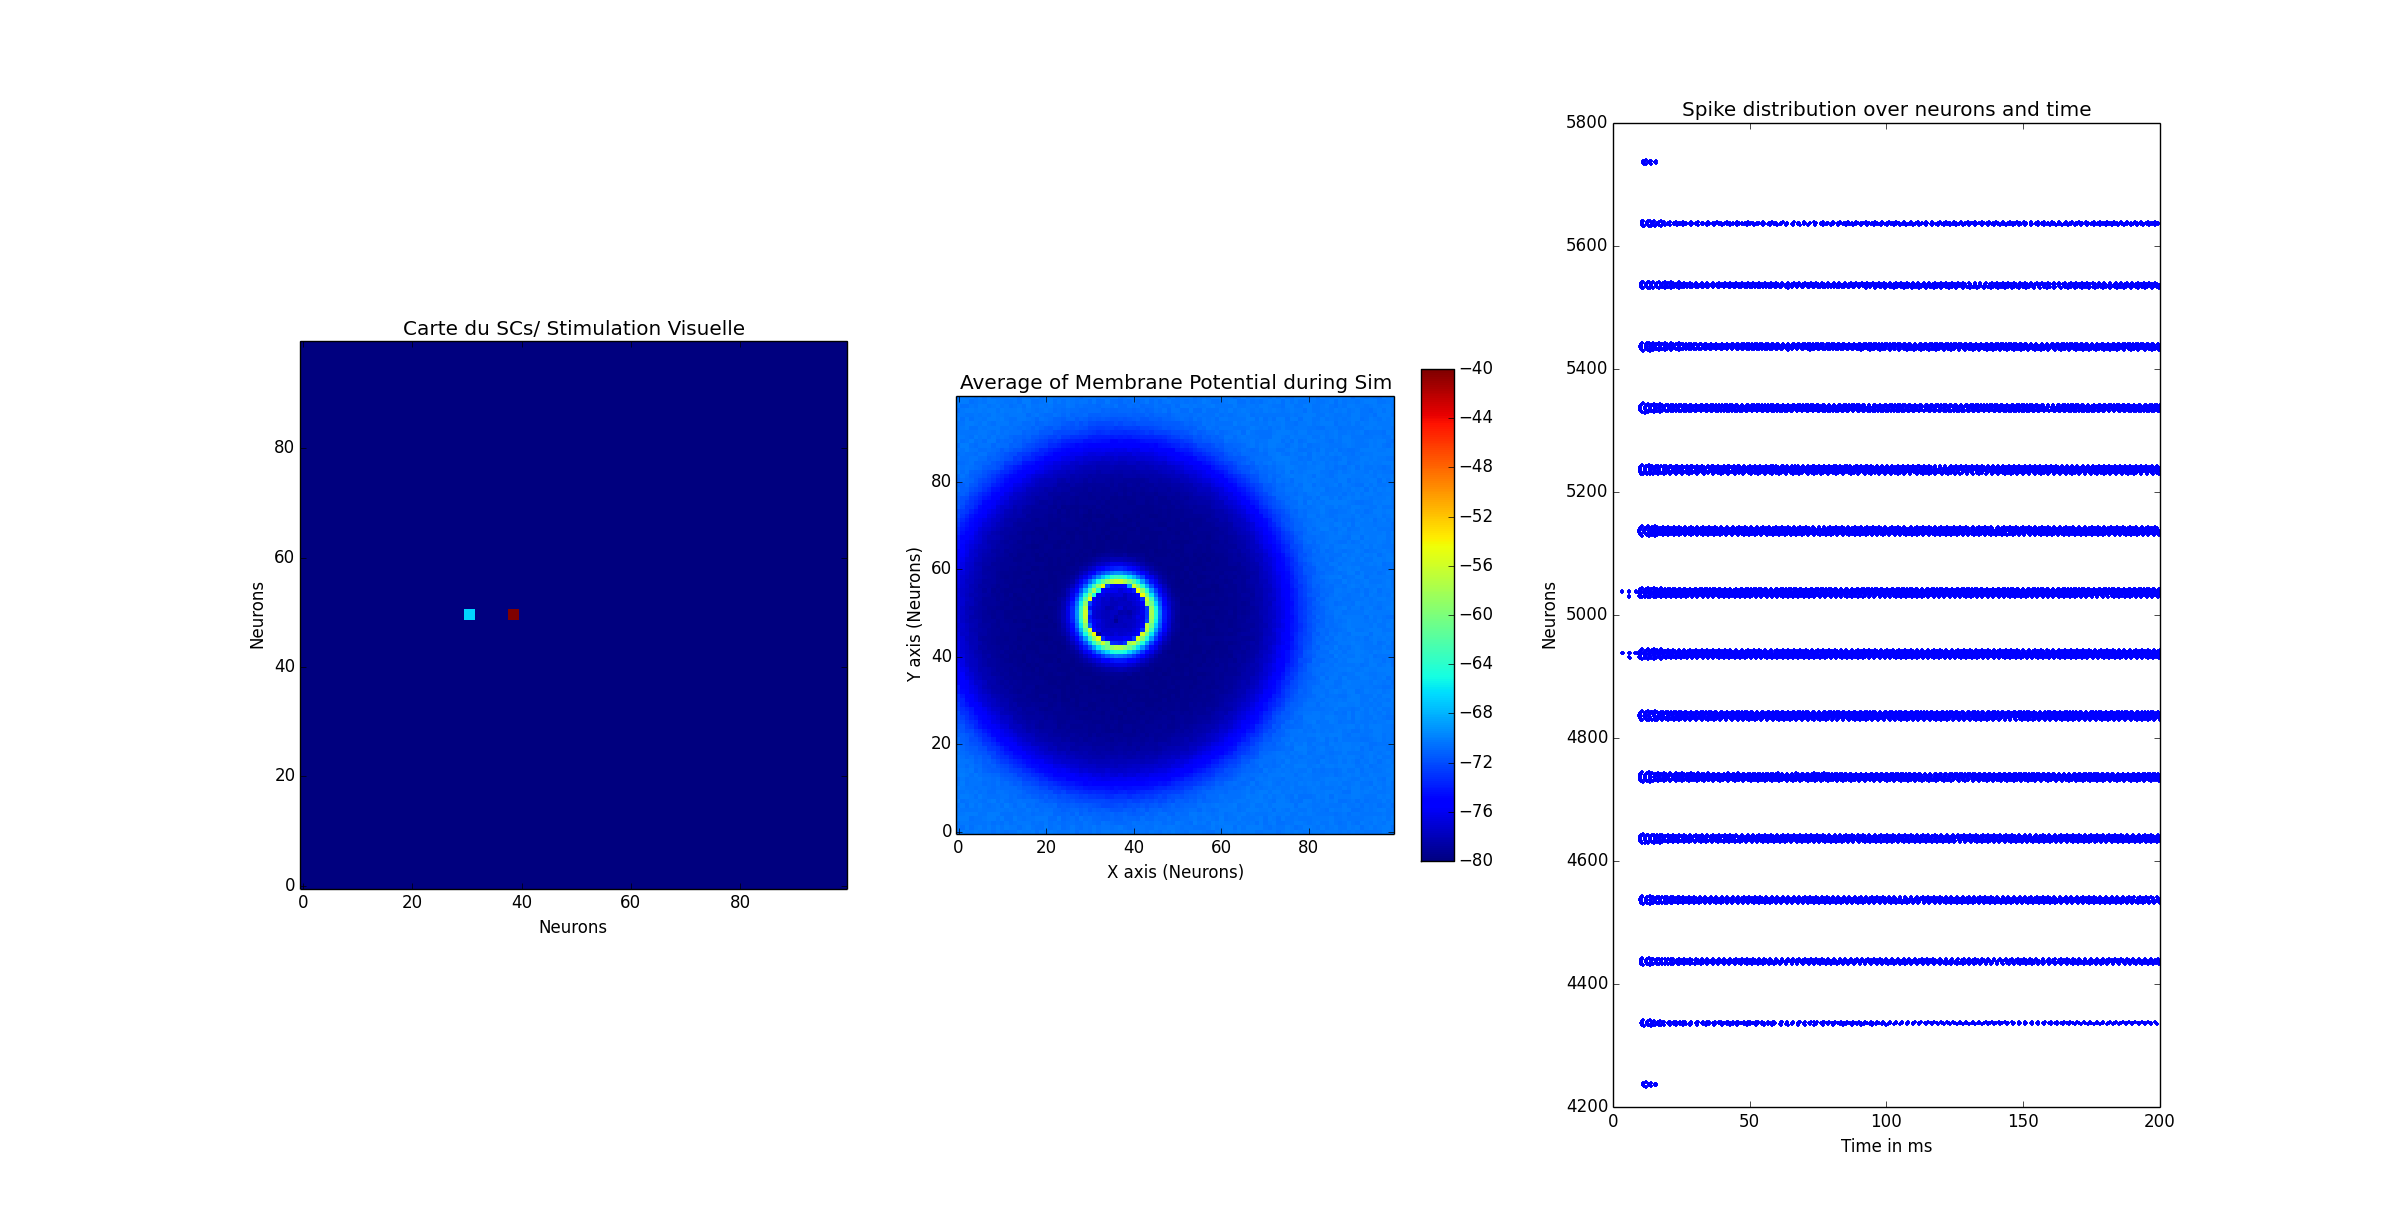 Carte du SCs/ Stimulation Visuelle
Neurons
80
60
40
20
0
0 20 40 60 80
Neurons
Average of Membrane Potential during Sim
Y axis (Neurons)
80
60
40
20
0
0 20 40 60 80
X axis (Neurons)
−40
−44
−48
−52
−56
−60
−64
−68
−72
−76
−80
Spike distribution over neurons and time
Neurons
5800
5600
5400
5200
5000
4800
4600
4400
4200
0 50 100 150 200
Time in ms